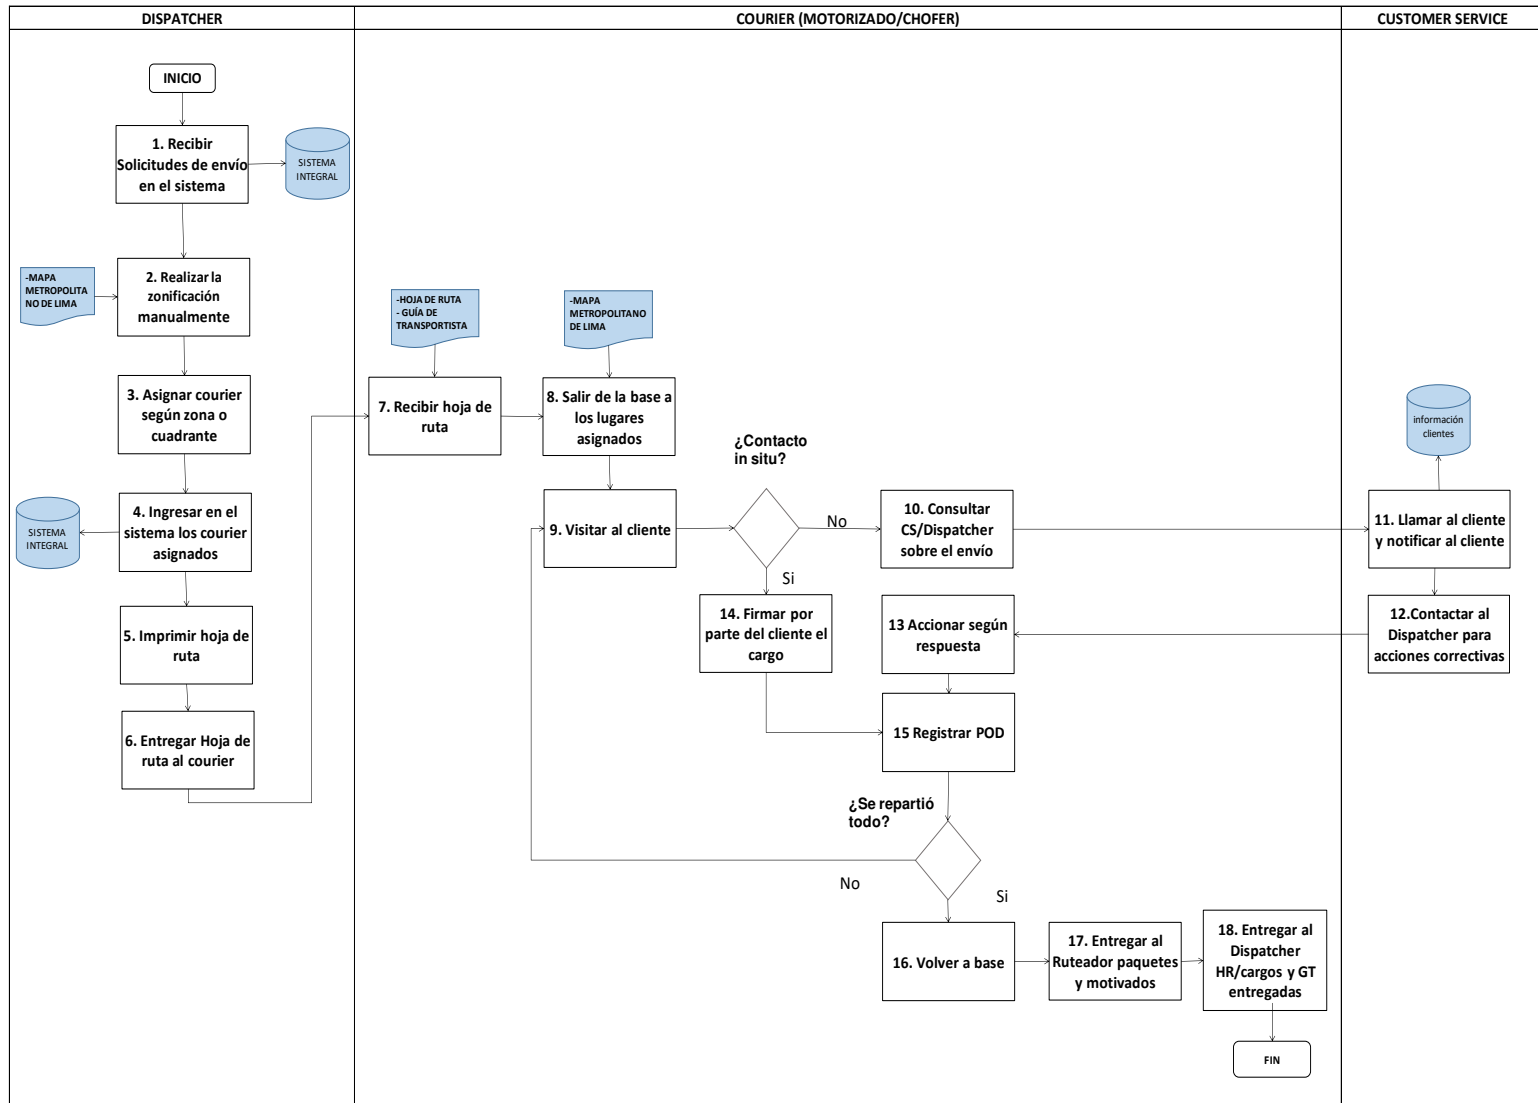 DISPATCHER
COURIER (MOTORIZADO/CHOFER)
CUSTOMER SERVICE
INICIO
1. Recibir
Solicitudes de envío
en el sistema
SISTEMA
INTEGRAL
-MAPA
METROPOLITA
NO DE LIMA
2. Realizar la
zonificación
manualmente
3. Asignar courier
según zona o
cuadrante
SISTEMA
INTEGRAL
4. Ingresar en el
sistema los courier
asignados
5. Imprimir hoja de
ruta
6. Entregar Hoja de
ruta al courier
-HOJA DE RUTA
- GUÍA DE
TRANSPORTISTA
-MAPA
METROPOLITANO
DE LIMA
7. Recibir hoja de
ruta
8. Salir de la base a
los lugares
asignados
¿Contacto
in situ?
9. Visitar al cliente
No
Si
10. Consultar
CS/Dispatcher
sobre el envío
información
clientes
11. Llamar al cliente
y notificar al cliente
12.Contactar al
Dispatcher para
acciones correctivas
13 Accionar según
respuesta
14. Firmar por
parte del cliente el
cargo
15 Registrar POD
¿Se repartió
todo?
No
Si
16. Volver a base
17. Entregar al
Ruteador paquetes
y motivados
18. Entregar al
Dispatcher
HR/cargos y GT
entregadas
FIN